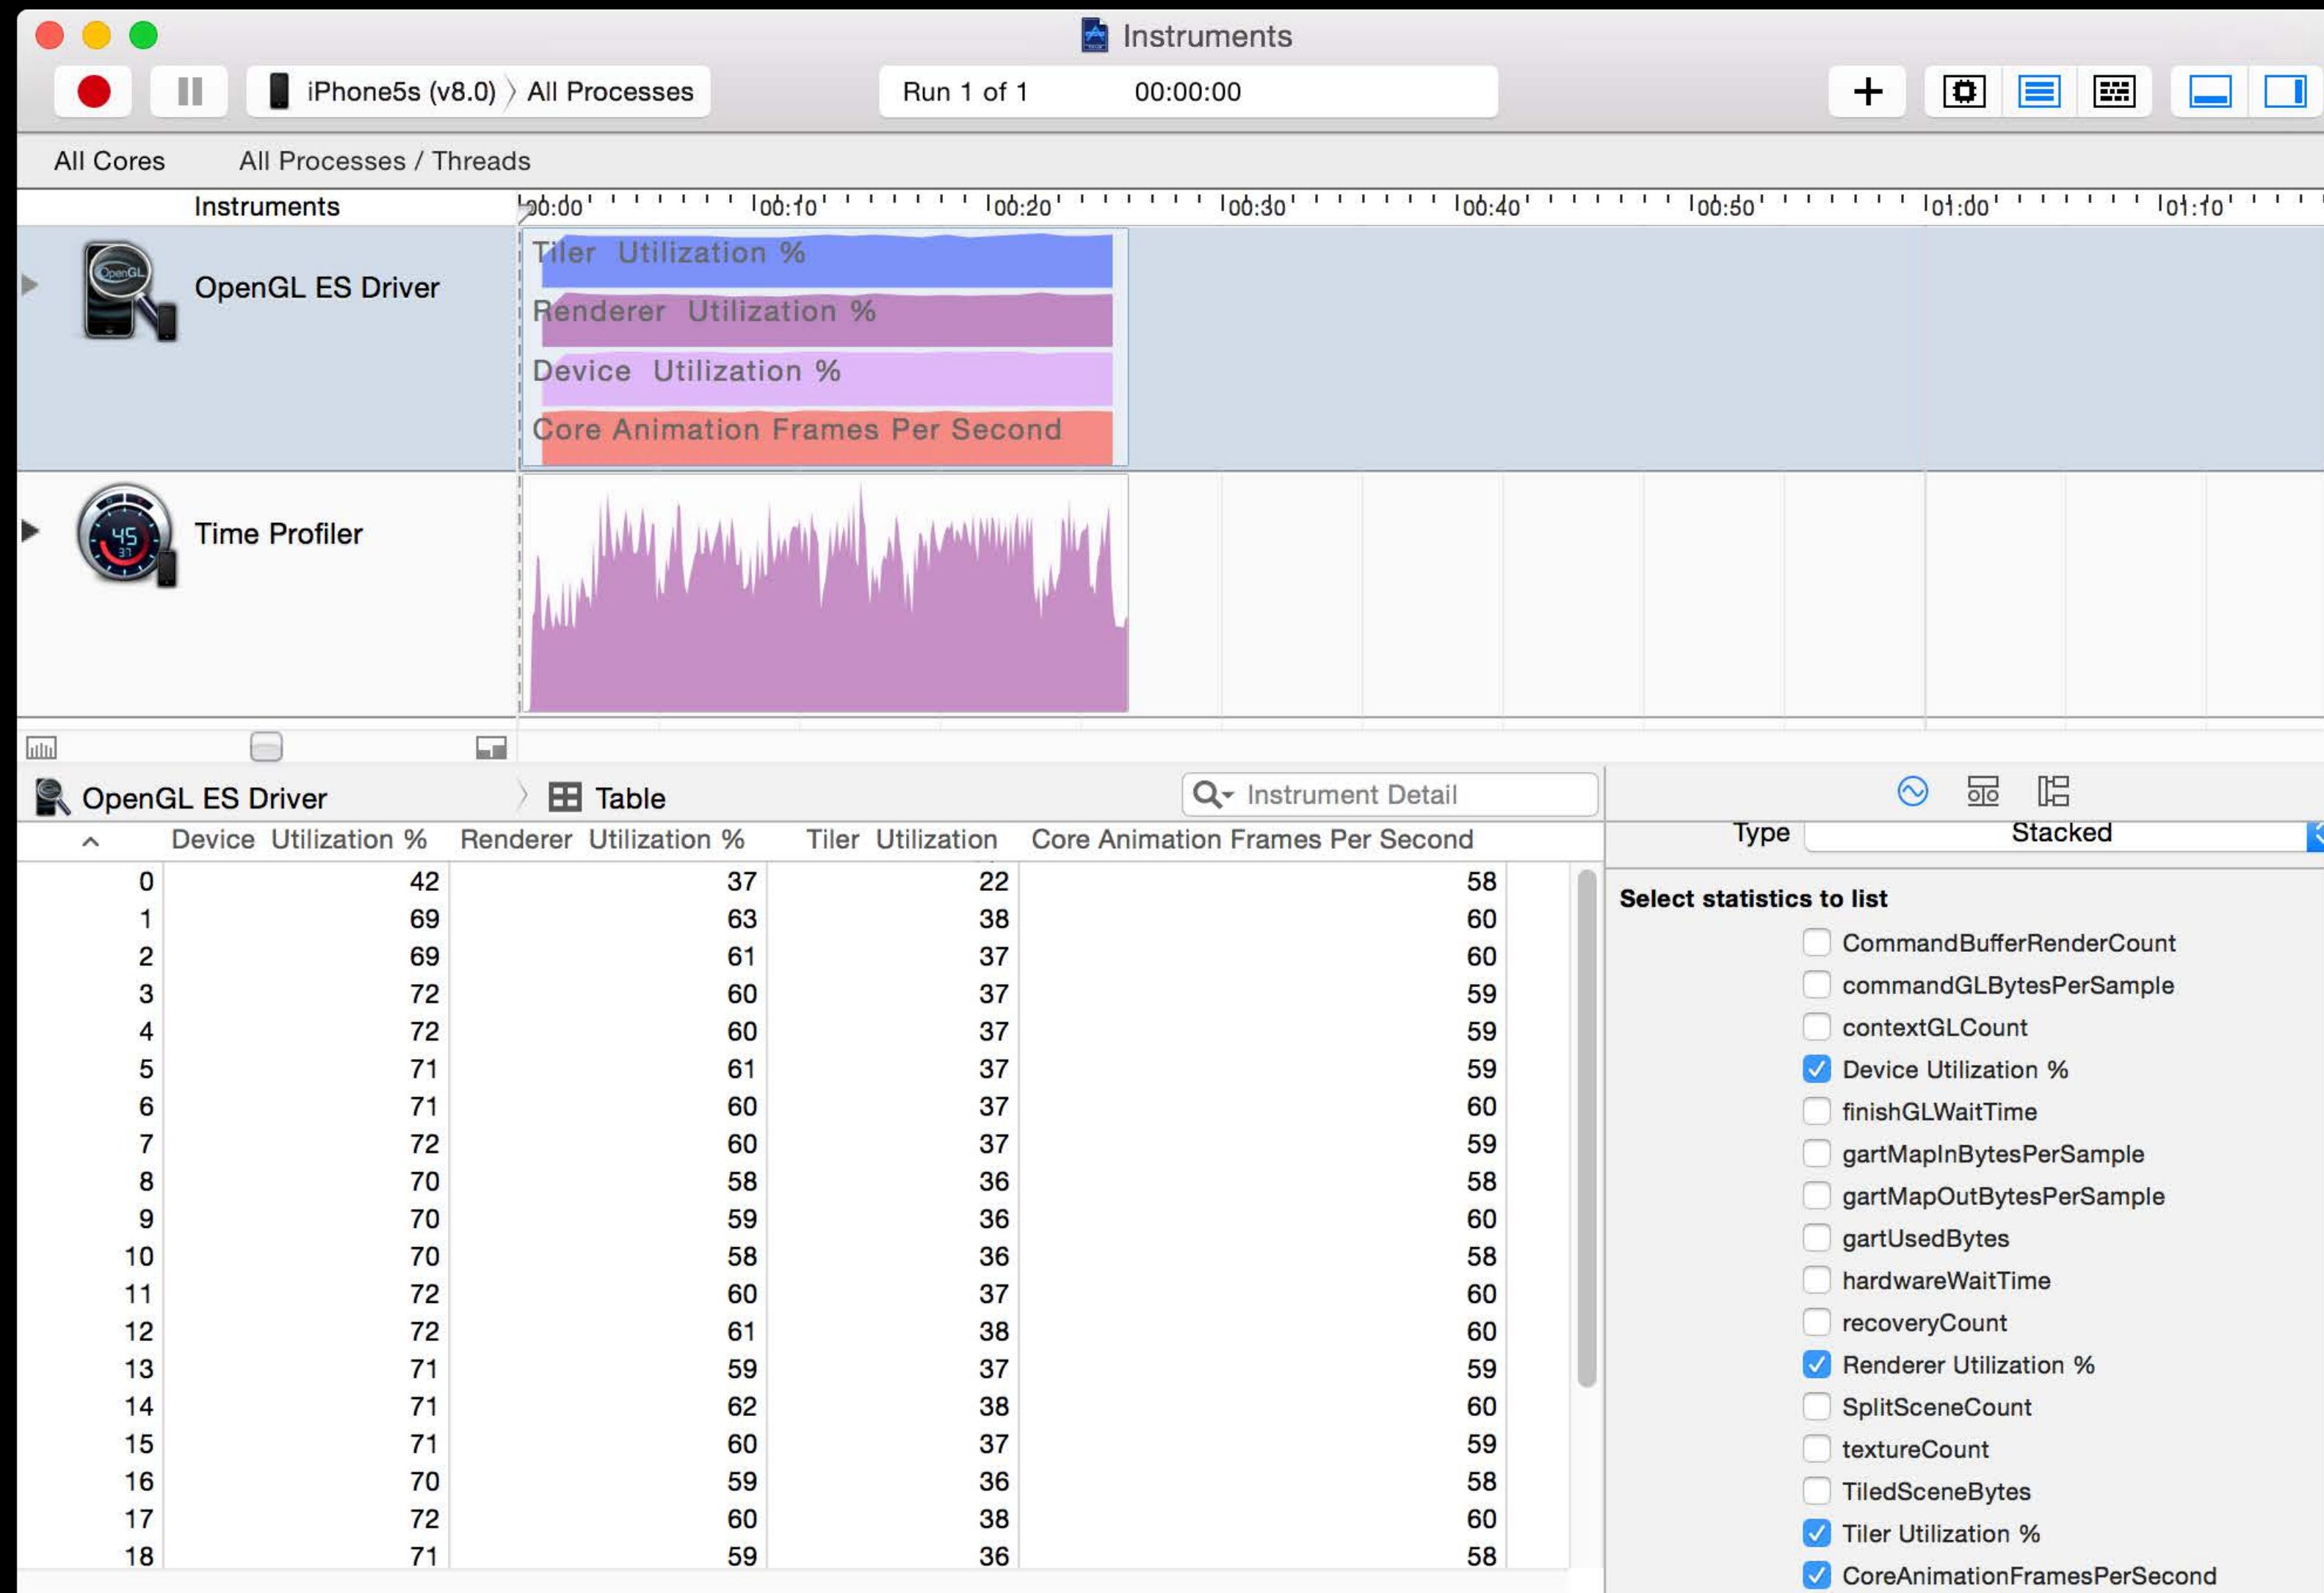 Instruments
iPhone5s (v8.0) 〉 All Processes
Run 1 of 1 00:00:00
All Cores All Processes / Threads
Instruments 00:00 00:10 00:20 00:30 00:40 00:50 01:00 01:10
OpenGL
OpenGL ES Driver
Tiler Utilization %
Renderer Utilization %
Device Utilization %
Core Animation Frames Per Second
45
37
Time Profiler
OpenGL ES Driver 〉 Table Instrument Detail
Device Utilization % Renderer Utilization % Tiler Utilization Core Animation Frames Per Second
0 42 37 22 58
1 69 63 38 60
2 69 61 37 60
3 72 60 37 59
4 72 60 37 59
5 71 61 37 59
6 71 60 37 60
7 72 60 37 59
8 70 58 36 58
9 70 59 36 60
10 70 58 36 58
11 72 60 37 60
12 72 61 38 60
13 71 59 37 59
14 71 62 38 60
15 71 60 37 59
16 70 59 36 58
17 72 60 38 60
18 71 59 36 58
Type Stacked
Select statistics to list
CommandBufferRenderCount
commandGLBytesPerSample
contextGLCount
Device Utilization %
finishGLWaitTime
gartMapInBytesPerSample
gartMapOutBytesPerSample
gartUsedBytes
hardwareWaitTime
recoveryCount
Renderer Utilization %
SplitSceneCount
textureCount
TiledSceneBytes
Tiler Utilization %
CoreAnimationFramesPerSecond